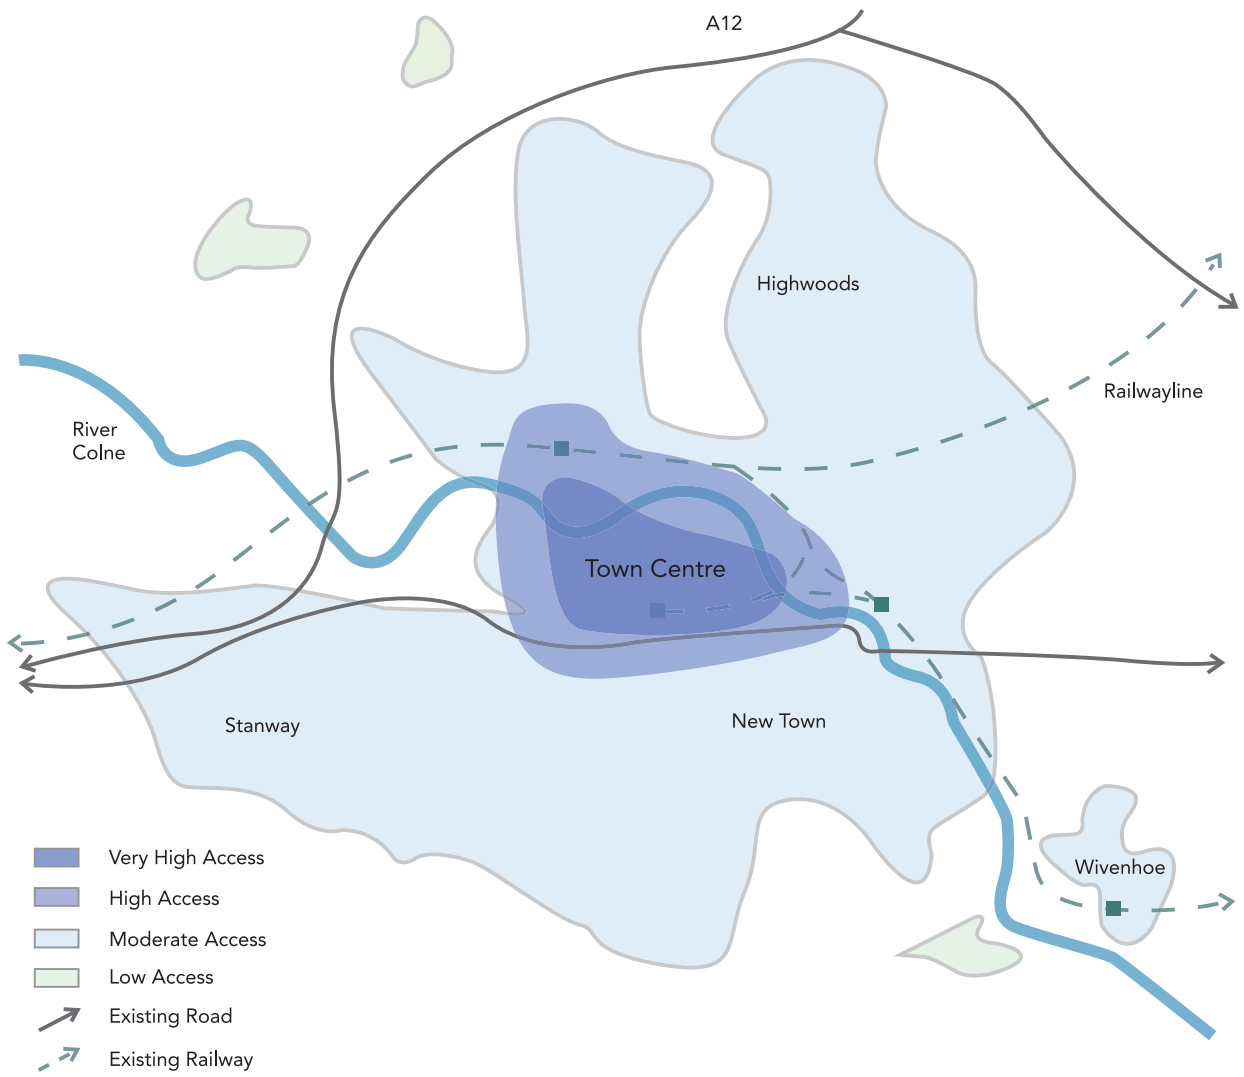 A12
Highwoods
Railwayline
River
Colne
Town Centre
Stanway
New Town
Wivenhoe
Very High Access
High Access
Moderate Access
Low Access
Existing Road
Existing Railway